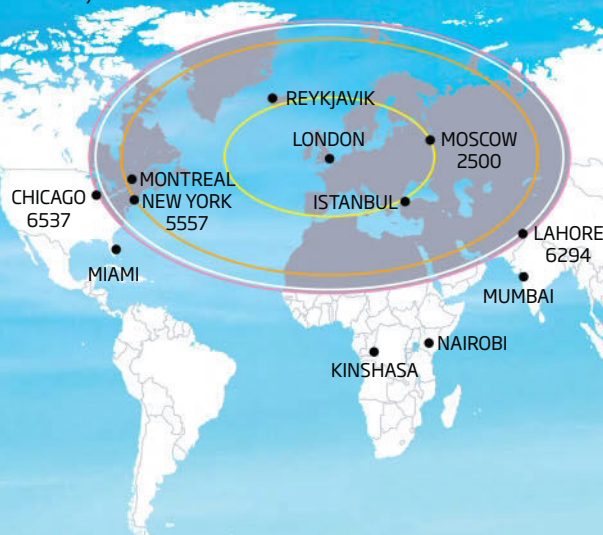 REYKJAVIK
LONDON
MOSCOW
2500
MONTREAL
CHICAGO
6537
NEW YORK
5557
ISTANBUL
LAHORE
6294
MIAMI
MUMBAI
NAIROBI
KINSHASA